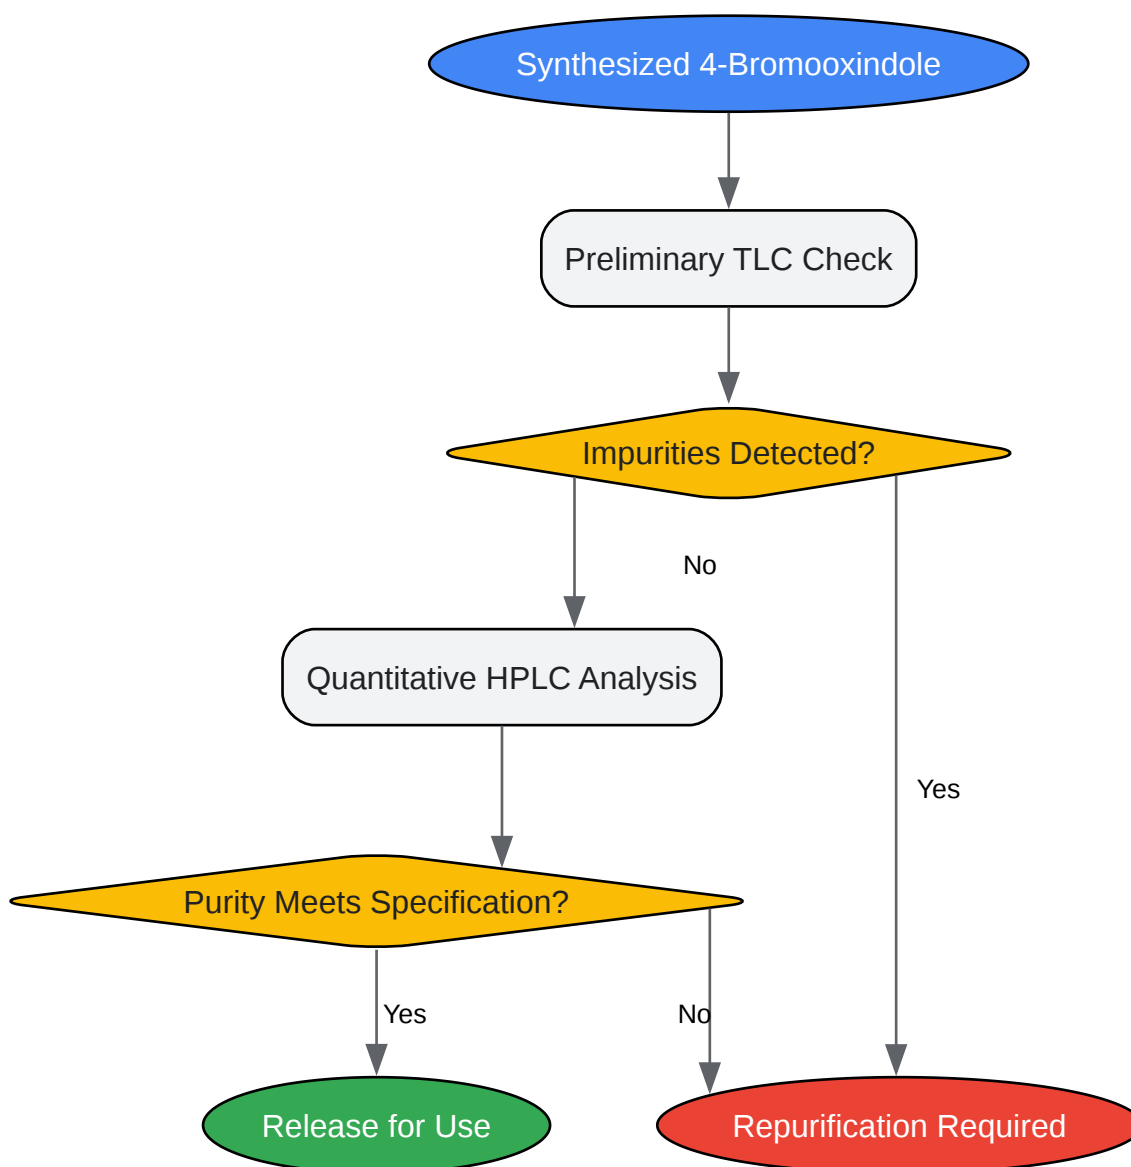 Synthesized 4-Bromooxindole
Preliminary TLC Check
Impurities Detected?
No
Quantitative HPLC Analysis
Yes
Purity Meets Specification?
Yes
No
Release for Use
Repurification Required